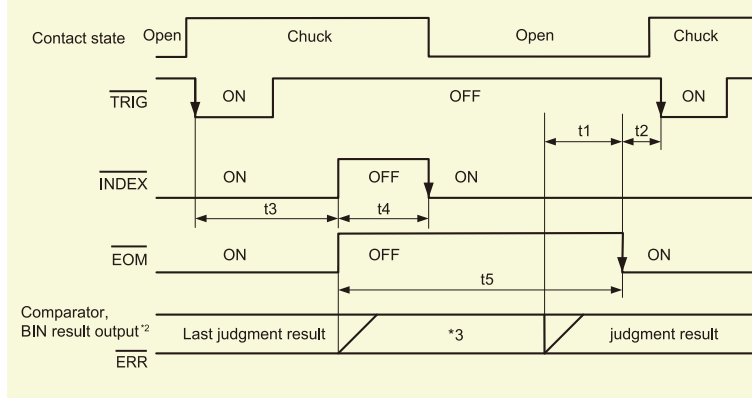 Contact state Open Chuck Open Chuck
TRIG ON OFF ON
t1 t2
INDEX ON OFF ON
t3 t4
EOM ON OFF ON
t5
Comparator,
BIN result output*2 Last judgment result *3 judgment result
ERR